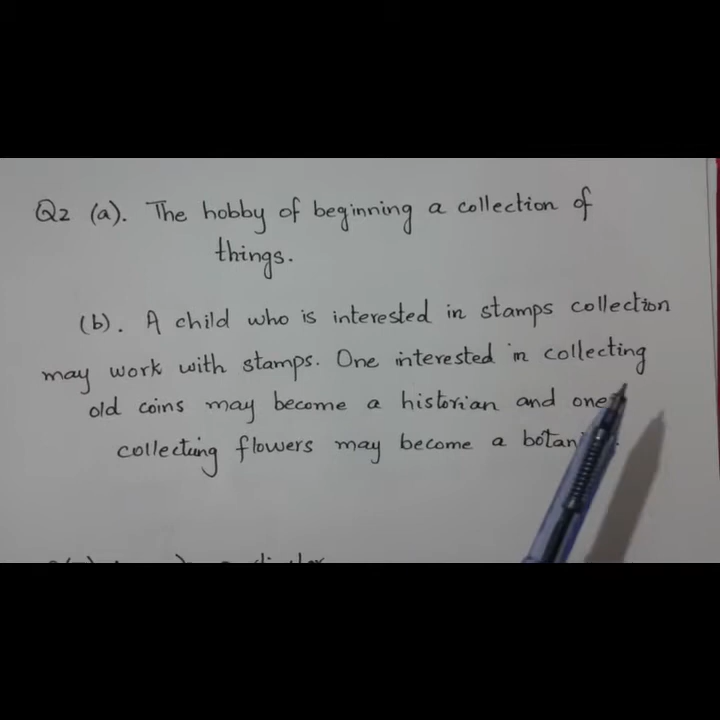 Q2 (a). The hobby of beginning a collection of
things.
(b). A child who is interested in stamps collection
may work with stamps. One interested in collecting
old coins may become a historian and one
collecting flowers may become a